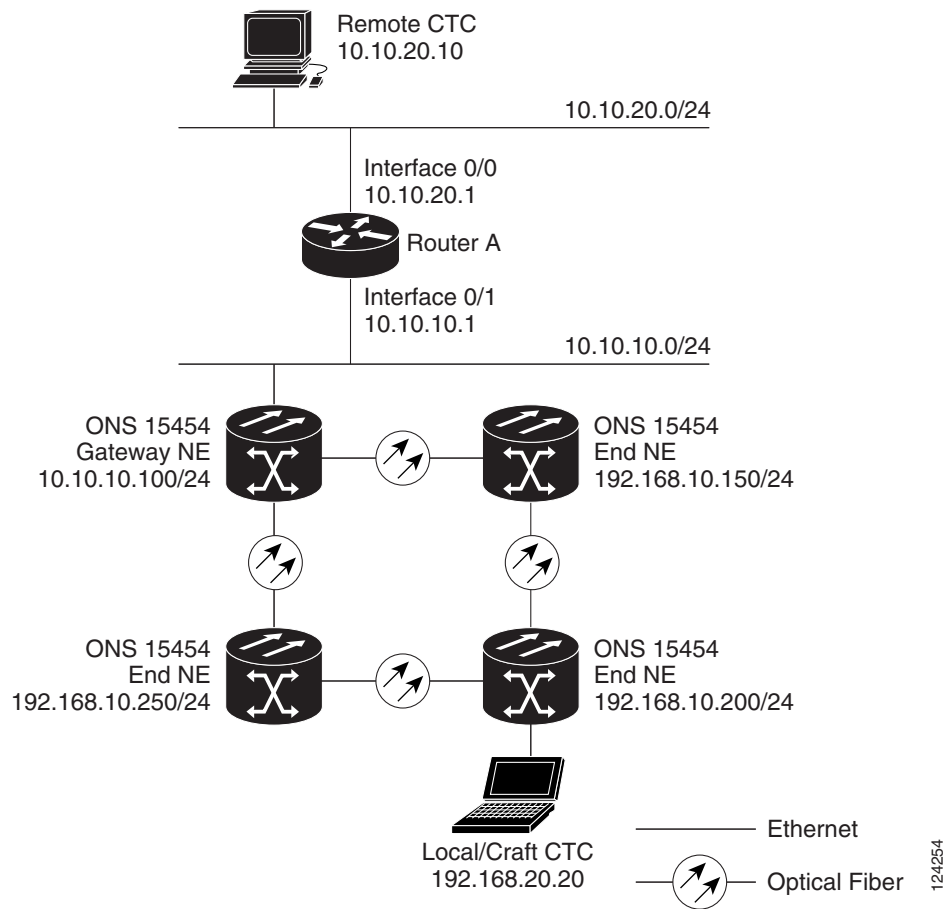 Remote CTC
10.10.20.10
10.10.20.0/24
Interface 0/0
10.10.20.1
Router A
Interface 0/1
10.10.10.1
10.10.10.0/24
ONS 15454
Gateway NE
10.10.10.100/24
ONS 15454
End NE
192.168.10.150/24
ONS 15454
End NE
192.168.10.250/24
ONS 15454
End NE
192.168.10.200/24
Local/Craft CTC
192.168.20.20
Ethernet
Optical Fiber
124254